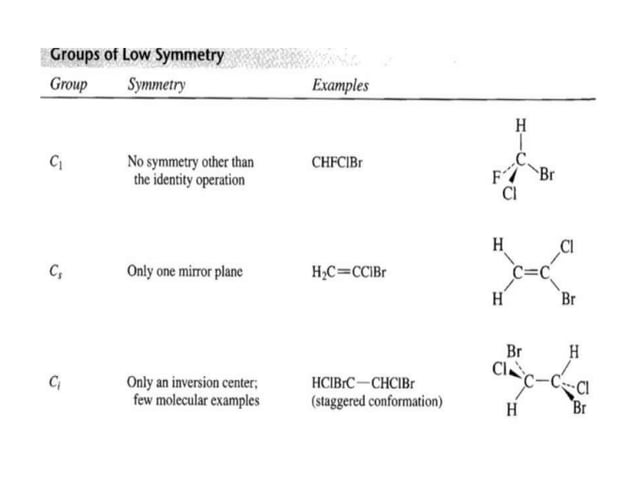 Groups of Low Symmetry
Group Symmetry Examples
C₁ No symmetry other than CHFClBr
the identity operation
H
C
F Br
Cl
Cₛ Only one mirror plane H₂C=CClBr
H Cl
C=C
H Br
Cᵢ Only an inversion center; HClBrC—CHClBr
few molecular examples (staggered conformation)
Br H
Cl
C–C
Cl
H Br